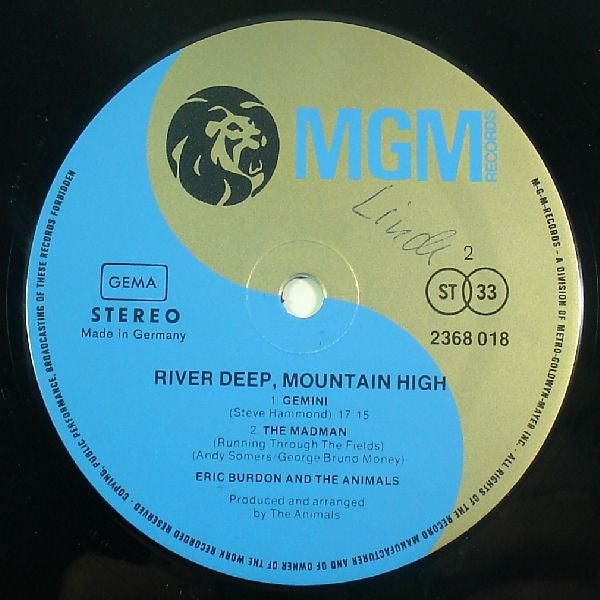 MGM
RECORDS
Linde
2
GEMA
ST 33
STEREO
Made in Germany
2368 018
RIVER DEEP, MOUNTAIN HIGH
1. GEMINI
(Steve Hammond) 17 15
2. THE MADMAN
(Running Through The Fields)
(Andy Somers/George Bruno Money)
ERIC BURDON AND THE ANIMALS
Produced and arranged
by The Animals
M-G-M-RECORDS - A DIVISION OF METRO-GOLDWYN-MAYER INC. · ALL RIGHTS OF THE RECORD MANUFACTURER AND OF OWNER OF THE WORK RECORDED RESERVED · COPYING, PUBLIC PERFORMANCE, BROADCASTING OF THESE RECORDS FORBIDDEN